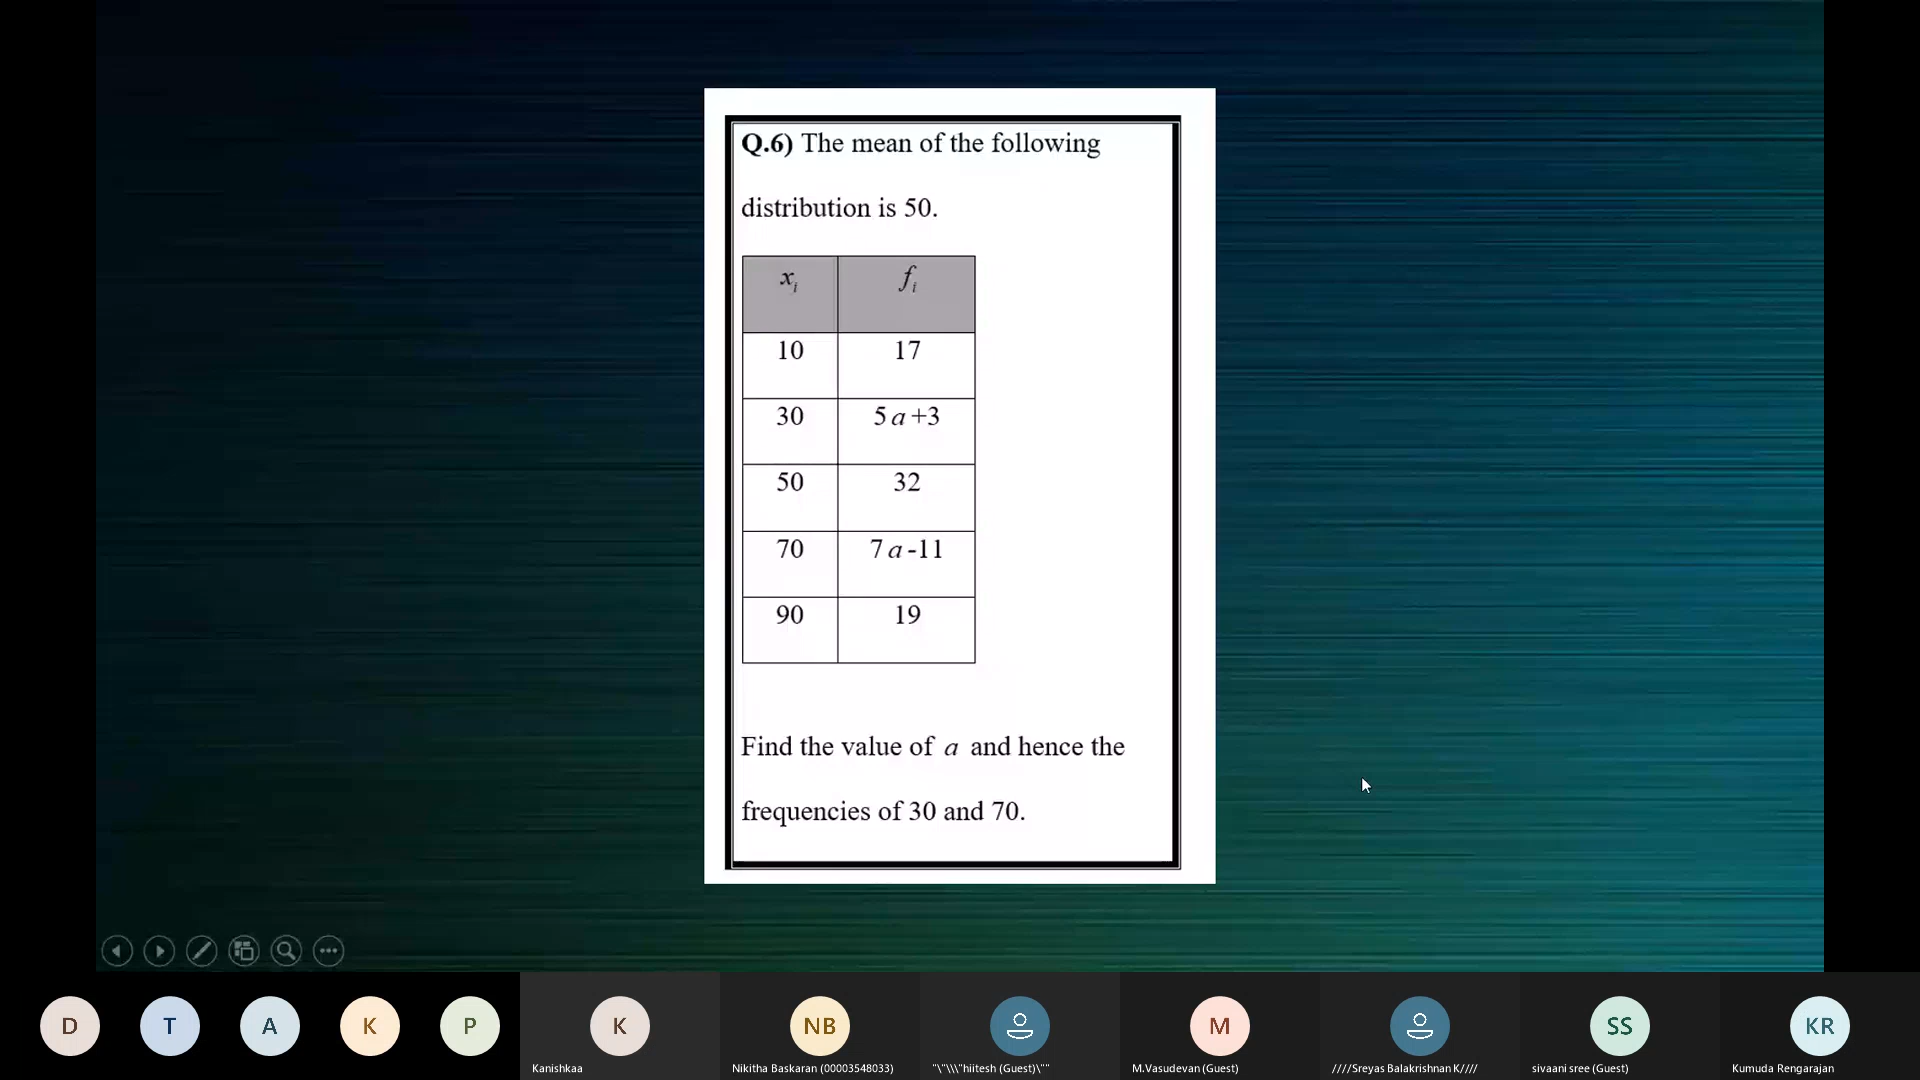 Q.6) The mean of the following
distribution is 50.
xi fi
10 17
30 5a+3
50 32
70 7a-11
90 19
Find the value of a and hence the
frequencies of 30 and 70.
D T A K P K NB M SS KR
Kanishkaa Nikitha Baskaran (00003548033) "\"\\\"hiitesh (Guest)\"" M.Vasudevan (Guest) ////Sreyas Balakrishnan K//// sivaani sree (Guest) Kumuda Rengarajan